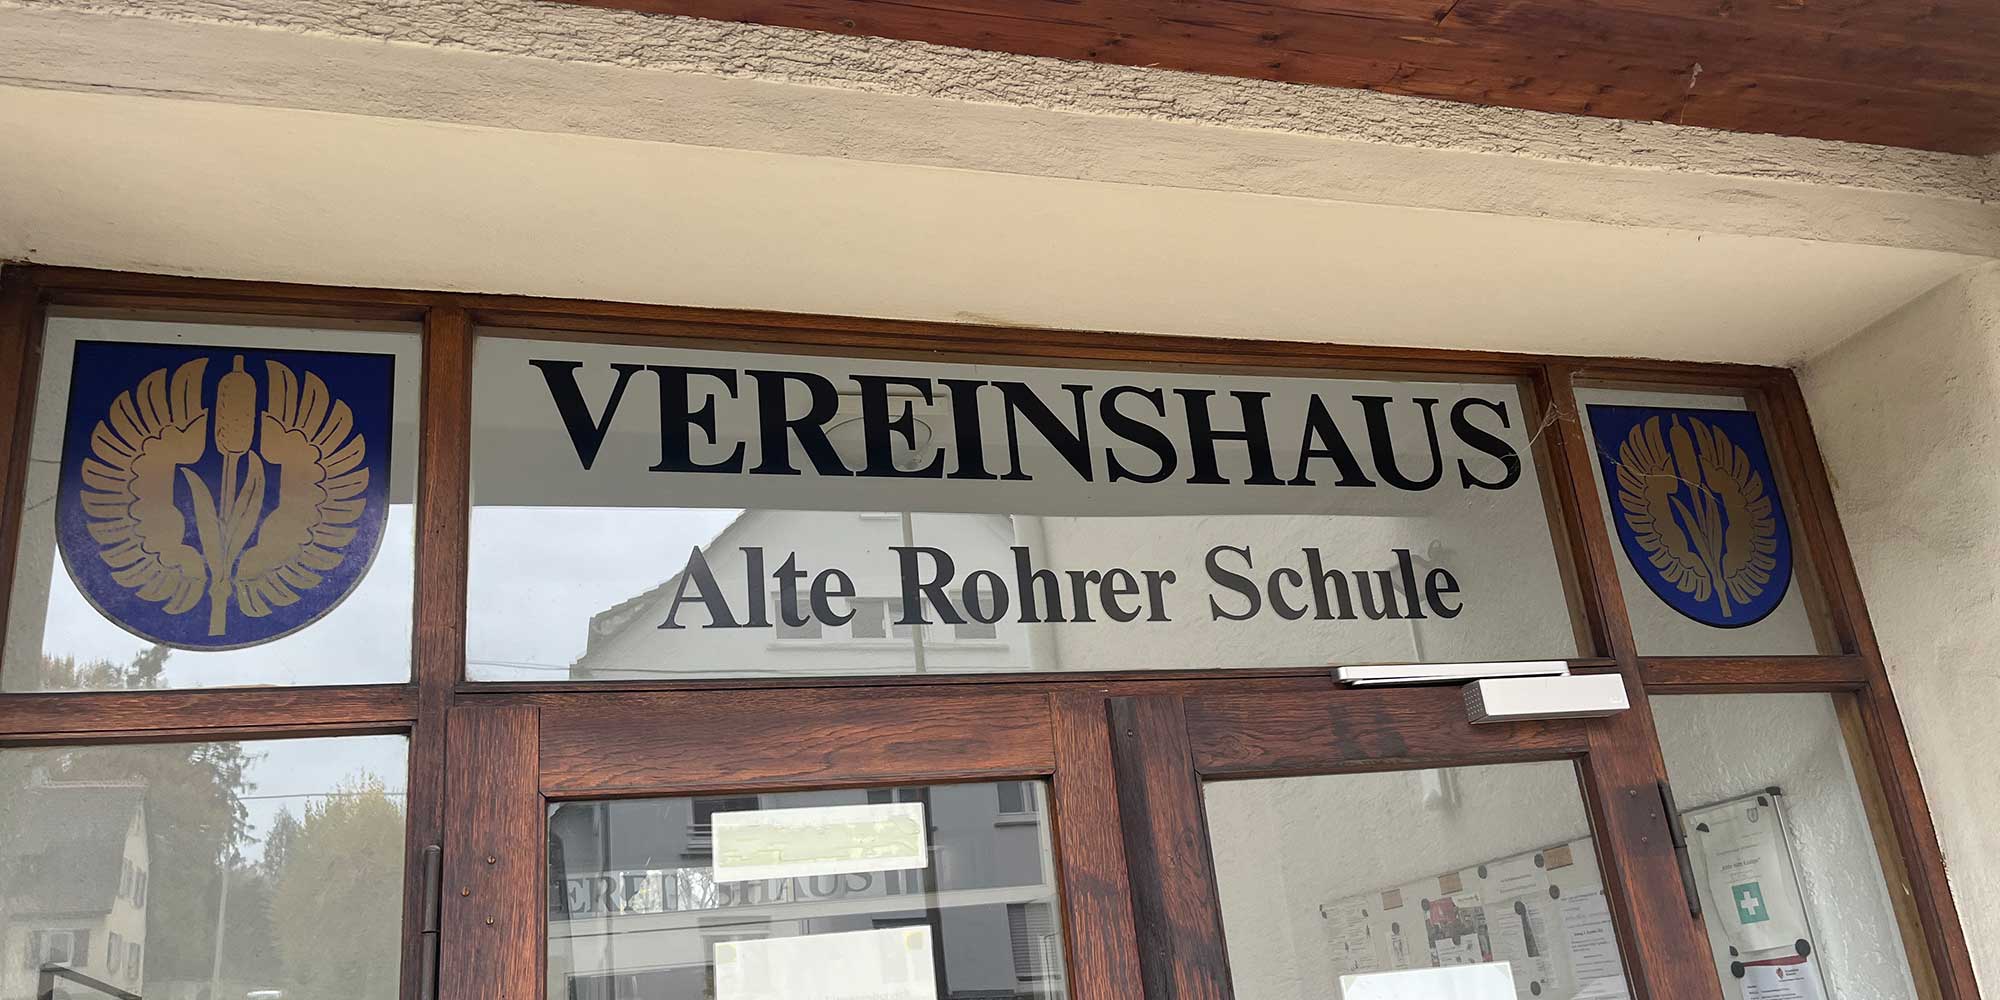 VEREINSHAUS
Alte Rohrer Schule